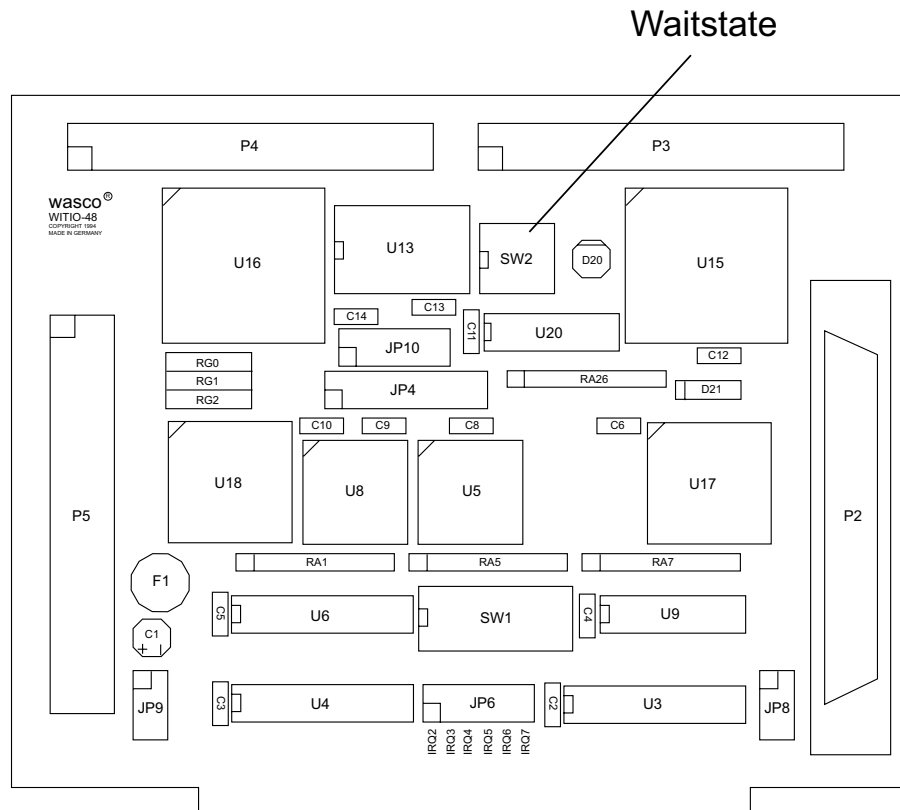 Waitstate
P4
P3
wasco®
WITIO-48
COPYRIGHT 1994
MADE IN GERMANY
U16
U13
SW2
D20
U15
C14
C13
C11
U20
JP10
C12
RG0
RG1
RG2
JP4
RA26
D21
C10
C9
C8
C6
U18
U8
U5
U17
P5
P2
RA1
RA5
RA7
F1
C5
U6
SW1
C4
U9
C1
+ –
JP9
C3
U4
JP6
C2
U3
JP8
IRQ2
IRQ3
IRQ4
IRQ5
IRQ6
IRQ7